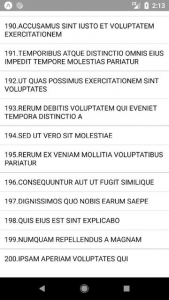 2:13
190.ACCUSAMUS SINT IUSTO ET VOLUPTATEM
EXERCITATIONEM
191.TEMPORIBUS ATQUE DISTINCTIO OMNIS EIUS
IMPEDIT TEMPORE MOLESTIAS PARIATUR
192.UT QUAS POSSIMUS EXERCITATIONEM SINT
VOLUPTATES
193.RERUM DEBITIS VOLUPTATEM QUI EVENIET
TEMPORA DISTINCTIO A
194.SED UT VERO SIT MOLESTIAE
195.RERUM EX VENIAM MOLLITIA VOLUPTATIBUS
PARIATUR
196.CONSEQUUNTUR AUT UT FUGIT SIMILIQUE
197.DIGNISSIMOS QUO NOBIS EARUM SAEPE
198.QUIS EIUS EST SINT EXPLICABO
199.NUMQUAM REPELLENDUS A MAGNAM
200.IPSAM APERIAM VOLUPTATES QUI